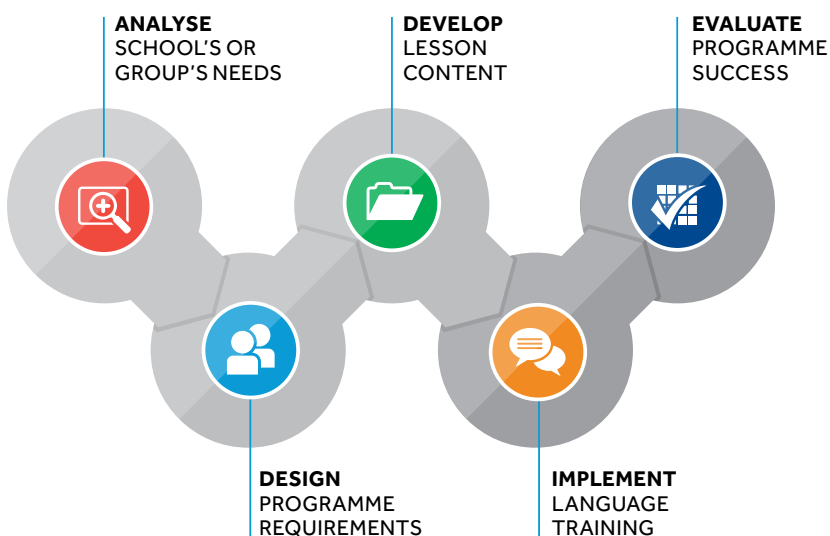 ANALYSE
SCHOOL'S OR
GROUP'S NEEDS
DESIGN
PROGRAMME
REQUIREMENTS
DEVELOP
LESSON
CONTENT
IMPLEMENT
LANGUAGE
TRAINING
EVALUATE
PROGRAMME
SUCCESS